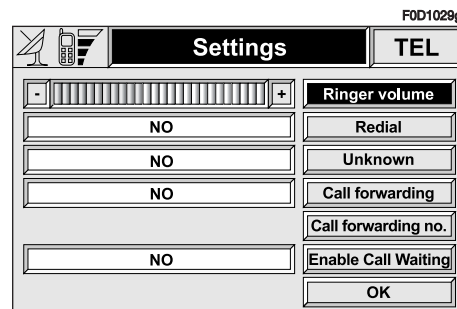 F0D1029g
Settings TEL
- + Ringer volume
NO Redial
NO Unknown
NO Call forwarding
Call forwarding no.
NO Enable Call Waiting
OK